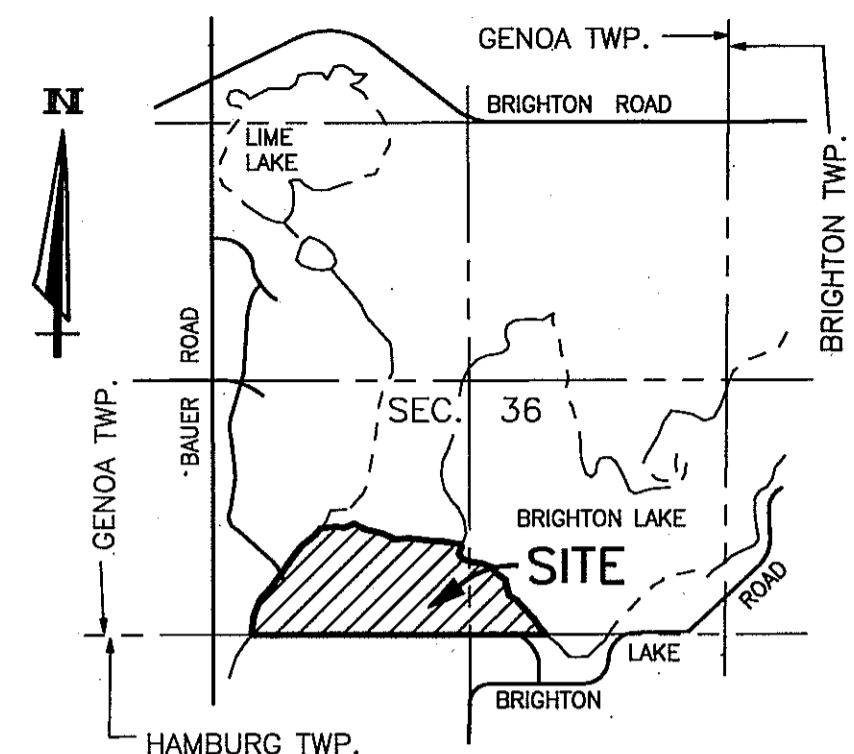 GENOA TWP.
N
BRIGHTON ROAD
LIME
LAKE
BRIGHTON TWP.
BAUER ROAD
GENOA TWP.
SEC. 36
BRIGHTON LAKE
SITE
ROAD
LAKE
BRIGHTON
HAMBURG TWP.